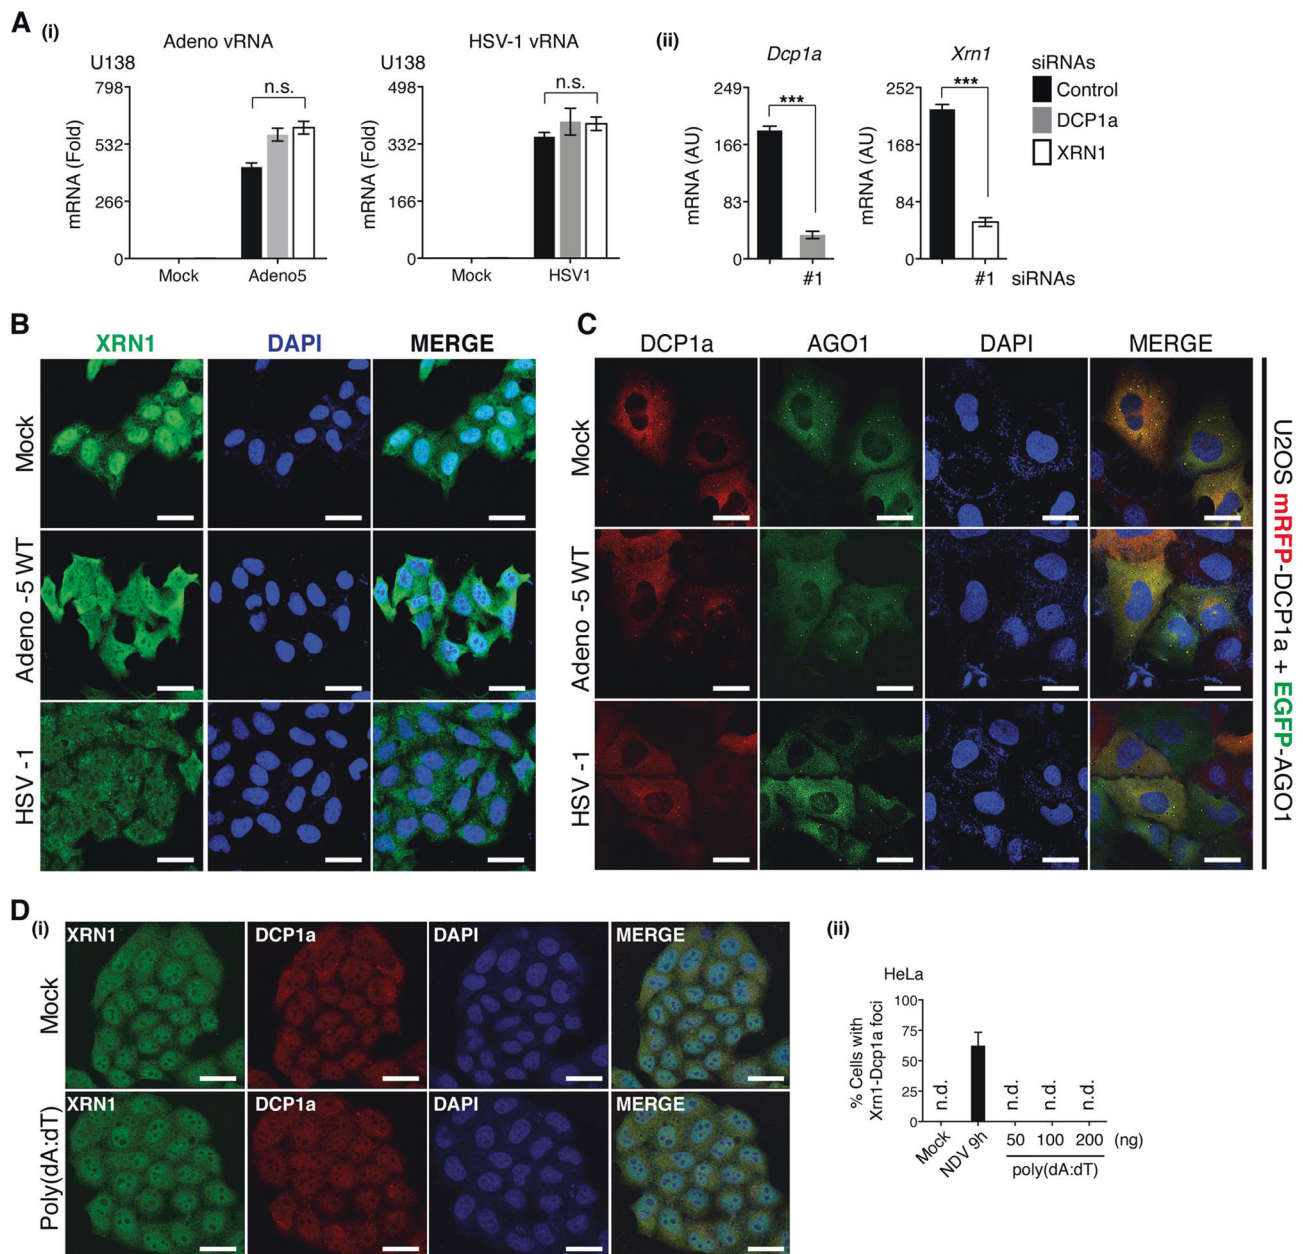 A
(i)
Adeno vRNA
U138
798
532
266
0
mRNA (Fold)
n.s.
Mock
Adeno5
HSV-1 vRNA
U138
498
332
166
0
mRNA (Fold)
n.s.
Mock
HSV1
(ii)
Dcp1a
249
166
83
0
mRNA (AU)
***
#1
Xrn1
252
168
84
0
mRNA (AU)
***
#1
siRNAs
siRNAs
Control
DCP1a
XRN1
B
XRN1
DAPI
MERGE
Mock
Adeno -5 WT
HSV -1
C
DCP1a
AGO1
DAPI
MERGE
Mock
Adeno -5 WT
HSV -1
U2OS mRFP-DCP1a + EGFP-AGO1
D
(i)
XRN1
DCP1a
DAPI
MERGE
Mock
XRN1
DCP1a
DAPI
MERGE
Poly(dA:dT)
(ii)
HeLa
100
75
50
25
0
% Cells with
Xrn1-Dcp1a foci
n.d.
n.d.
n.d.
n.d.
Mock
NDV 9h
50
100
200
(ng)
poly(dA:dT)